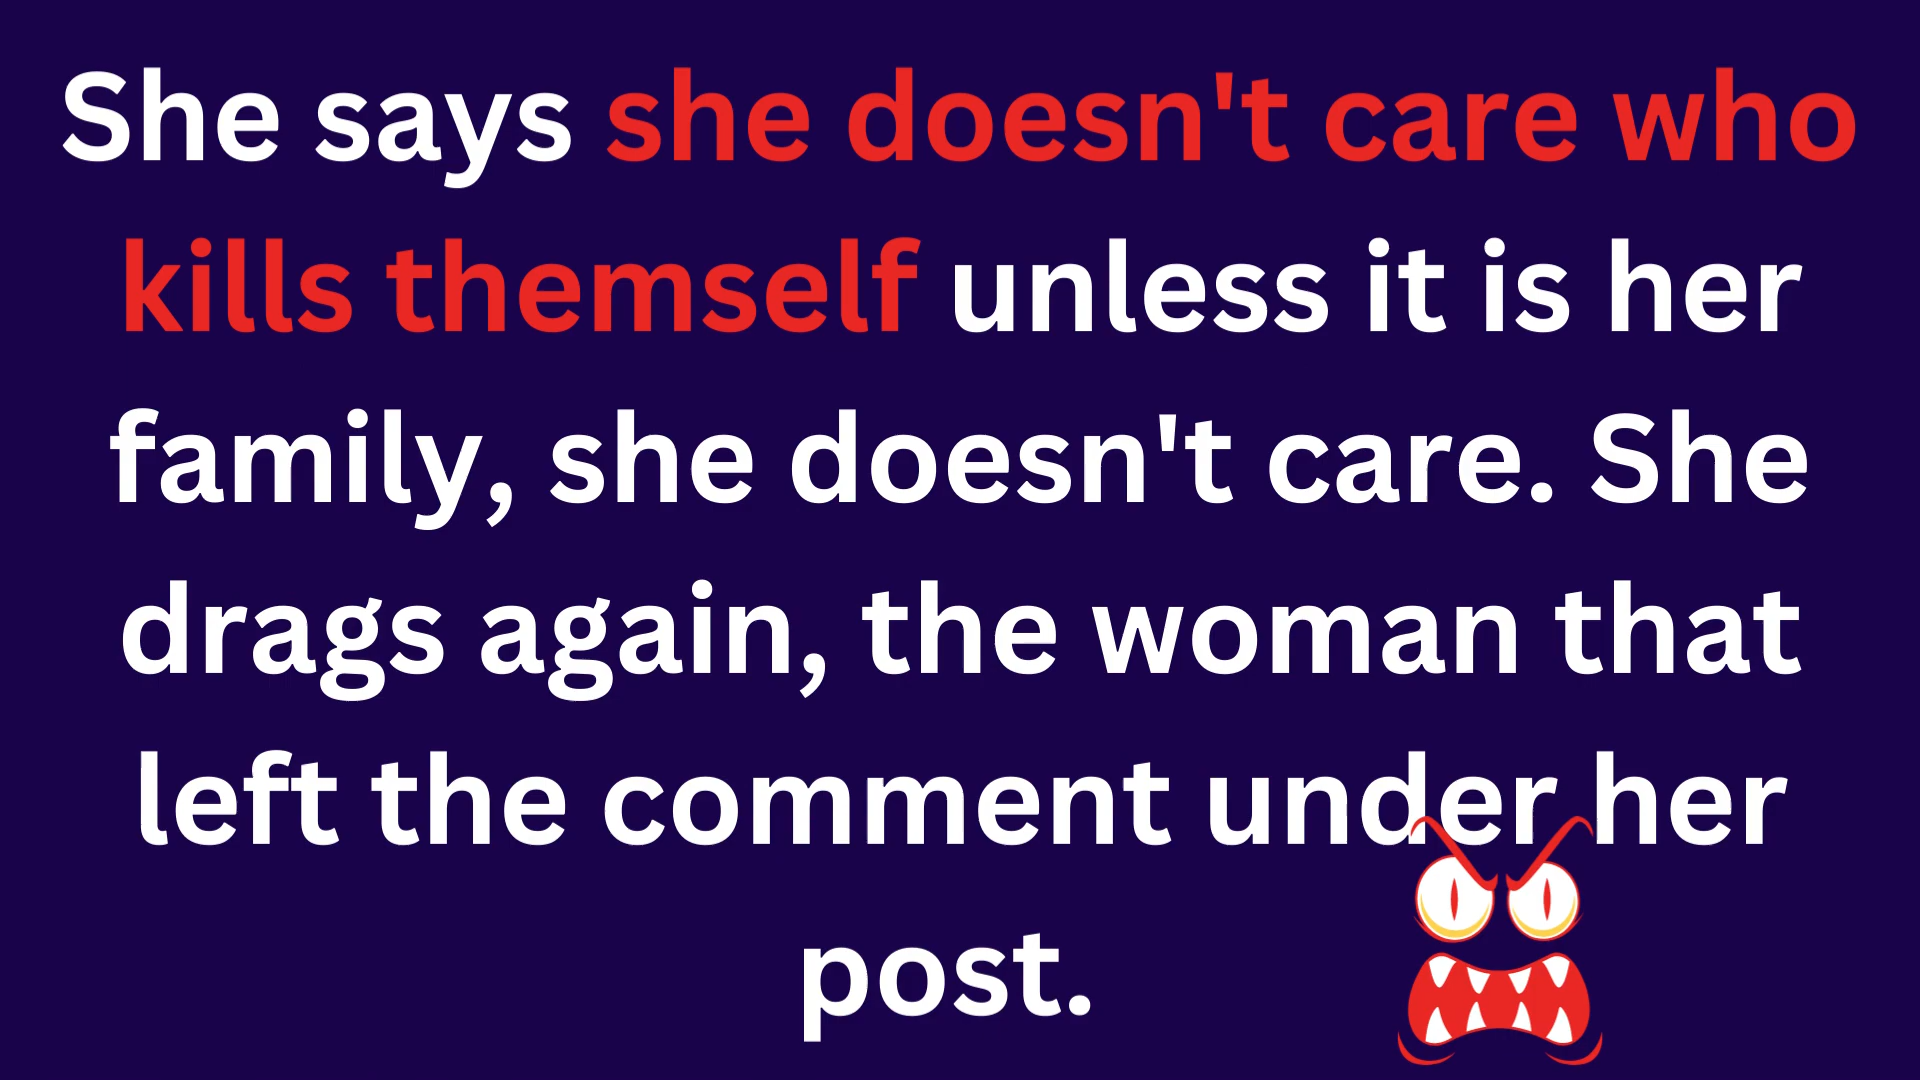 She says she doesn't care who
kills themself unless it is her
family, she doesn't care. She
drags again, the woman that
left the comment under her
post.